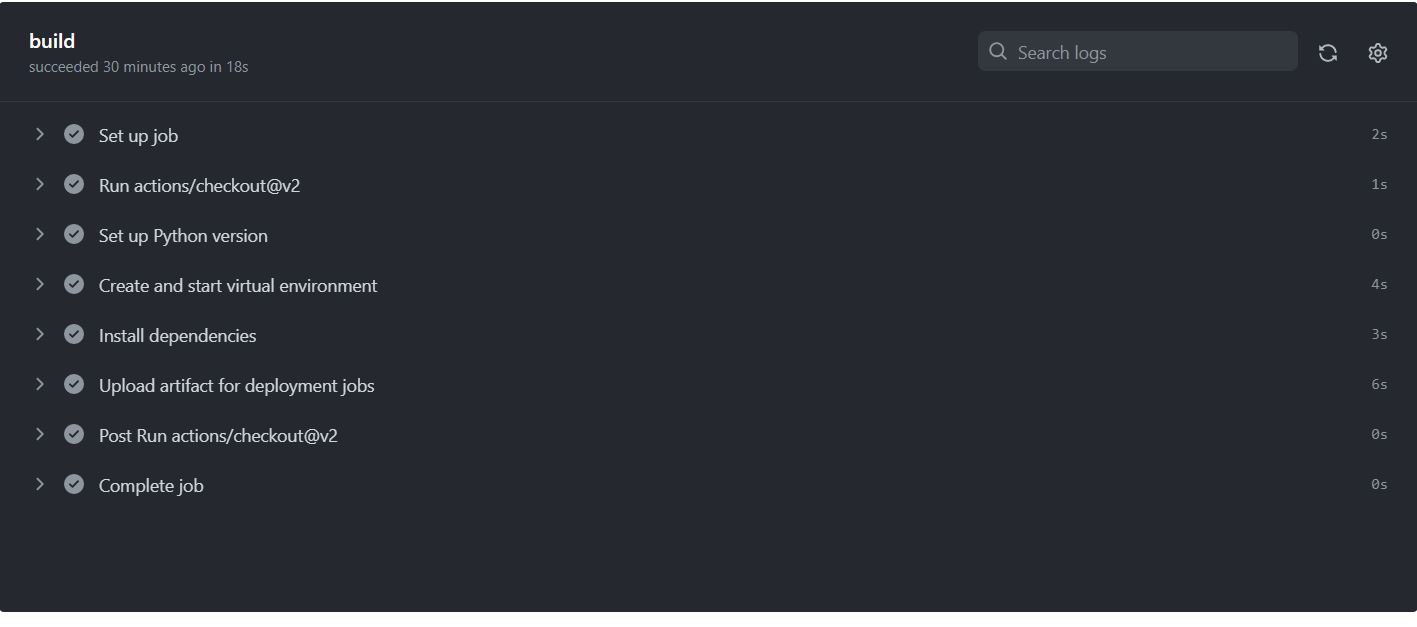 build
succeeded 30 minutes ago in 18s
Search logs
Set up job 2s
Run actions/checkout@v2 1s
Set up Python version 0s
Create and start virtual environment 4s
Install dependencies 3s
Upload artifact for deployment jobs 6s
Post Run actions/checkout@v2 0s
Complete job 0s